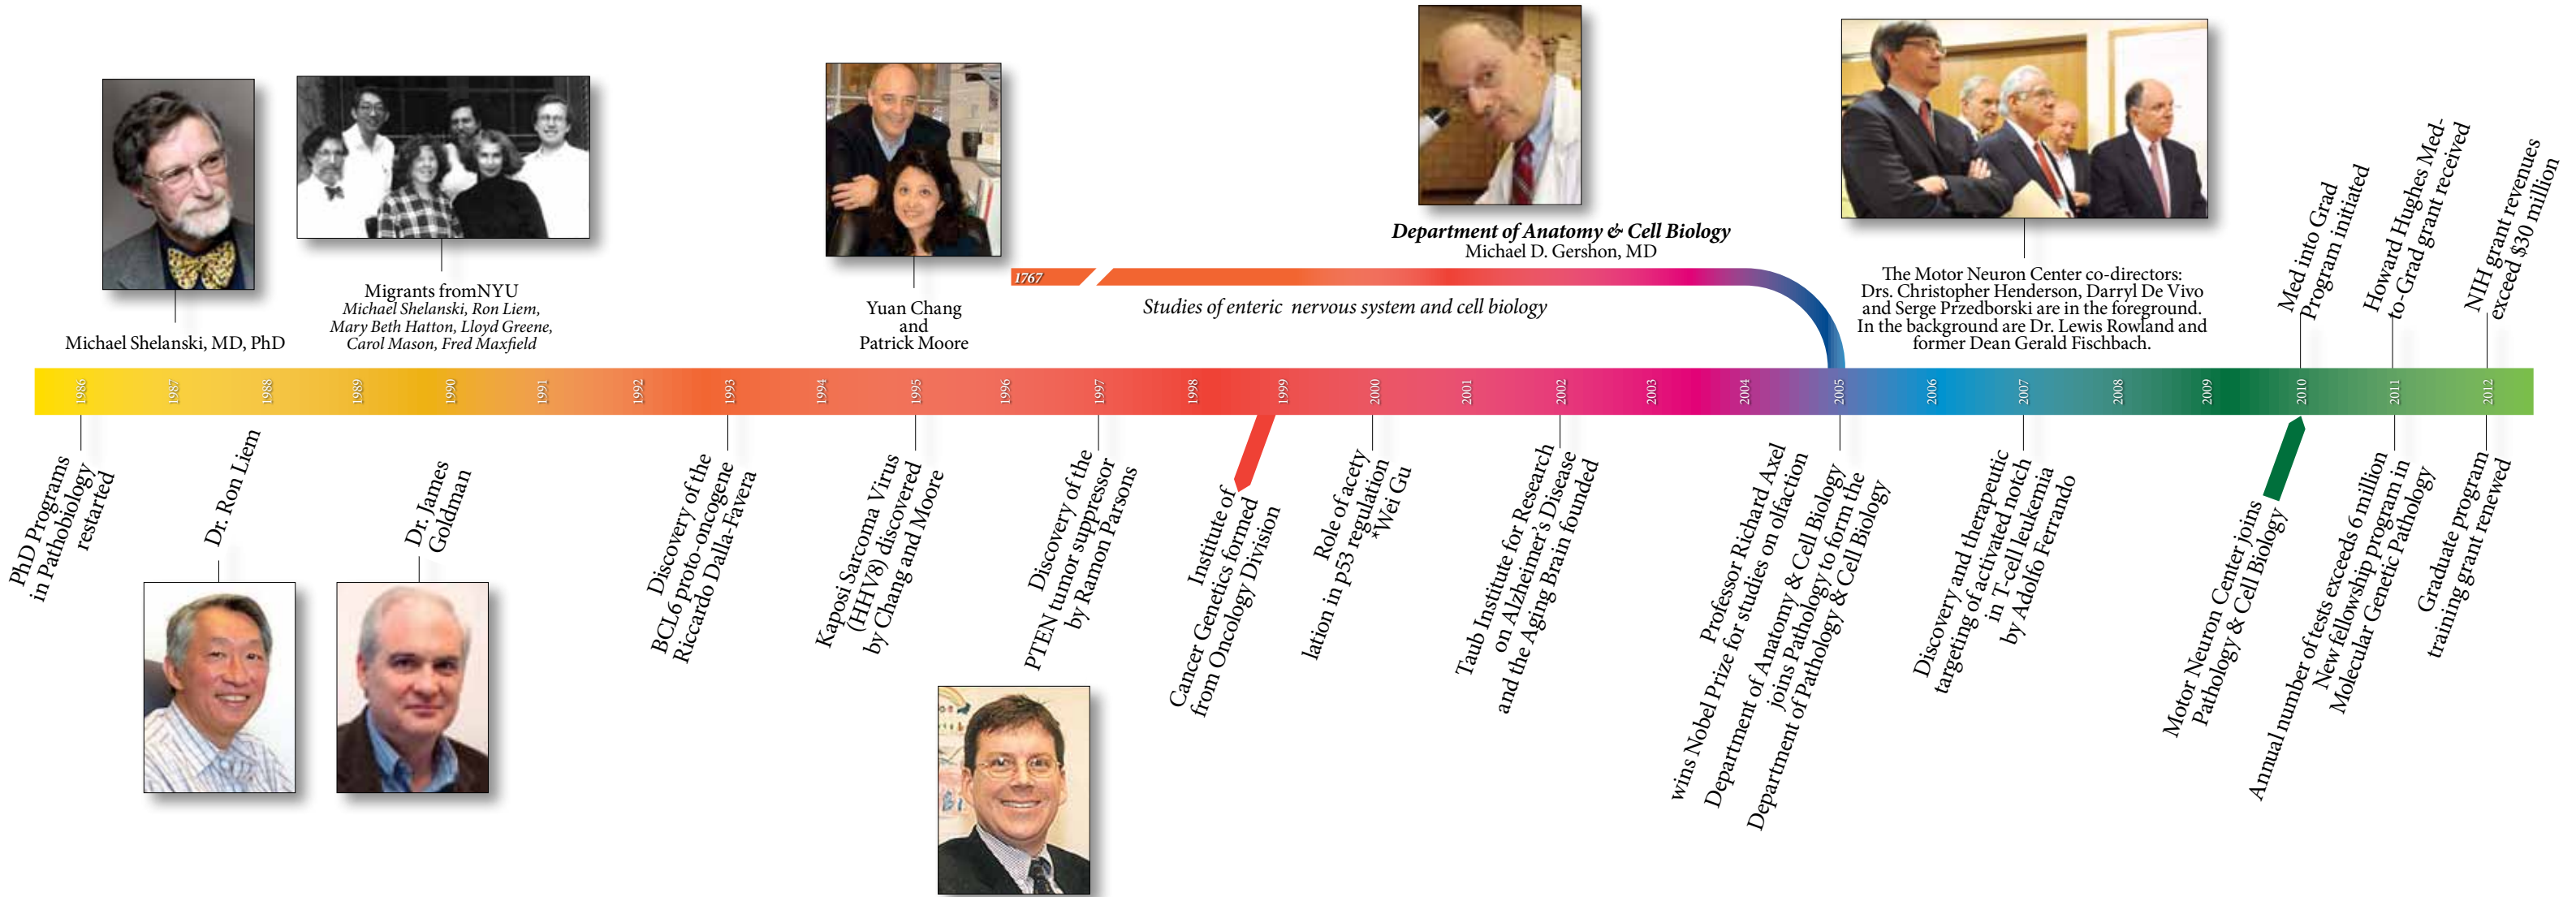 Michael Shelanski, MD, PhD
Migrants fromNYU
Michael Shelanski, Ron Liem,
Mary Beth Hatton, Lloyd Greene,
Carol Mason, Fred Maxfield
Yuan Chang
and
Patrick Moore
Department of Anatomy & Cell Biology
Michael D. Gershon, MD
1767
Studies of enteric nervous system and cell biology
The Motor Neuron Center co-directors:
Drs. Christopher Henderson, Darryl De Vivo
and Serge Przedborski are in the foreground.
In the background are Dr. Lewis Rowland and
former Dean Gerald Fischbach.
Med into Grad
Program initiated
Howard Hughes Med-
to-Grad grant received
NIH grant revenues
exceed $30 million
1986
1987
1988
1989
1990
1991
1992
1993
1994
1995
1996
1997
1998
1999
2000
2001
2002
2003
2004
2005
2006
2007
2008
2009
2010
2011
2012
PhD Programs
in Pathobiology
restarted
Dr. Ron Liem
Dr. James
Goldman
Discovery of the
BCL6 proto-oncogene
Riccardo Dalla-Favera
Kaposi Sarcoma Virus
(HHV8) discovered
by Chang and Moore
Discovery of the
PTEN tumor suppressor
by Ramon Parsons
Institute of
Cancer Genetics formed
from Oncology Division
Role of acety
lation in p53 regulation
*Wei Gu
Taub Institute for Research
on Alzheimer's Disease
and the Aging Brain founded
Professor Richard Axel
wins Nobel Prize for studies on olfaction
Department of Anatomy & Cell Biology
joins Pathology to form the
Department of Pathology & Cell Biology
Discovery and therapeutic
targeting of activated notch
in T-cell leukemia
by Adolfo Ferrando
Motor Neuron Center joins
Pathology & Cell Biology
Annual number of tests exceeds 6 million
New fellowship program in
Molecular Genetic Pathology
Graduate program
training grant renewed